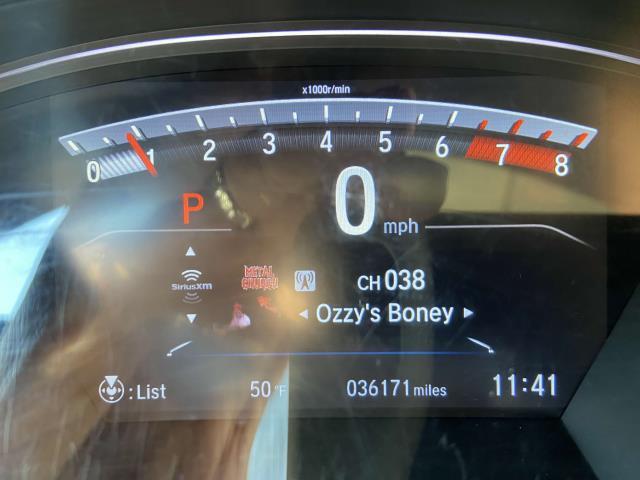 x1000r/min
0 1 2 3 4 5 6 7 8
P
0 mph
SiriusXm
METAL
CH 038
Ozzy's Boney
: List
50 °F
036171 miles
11:41